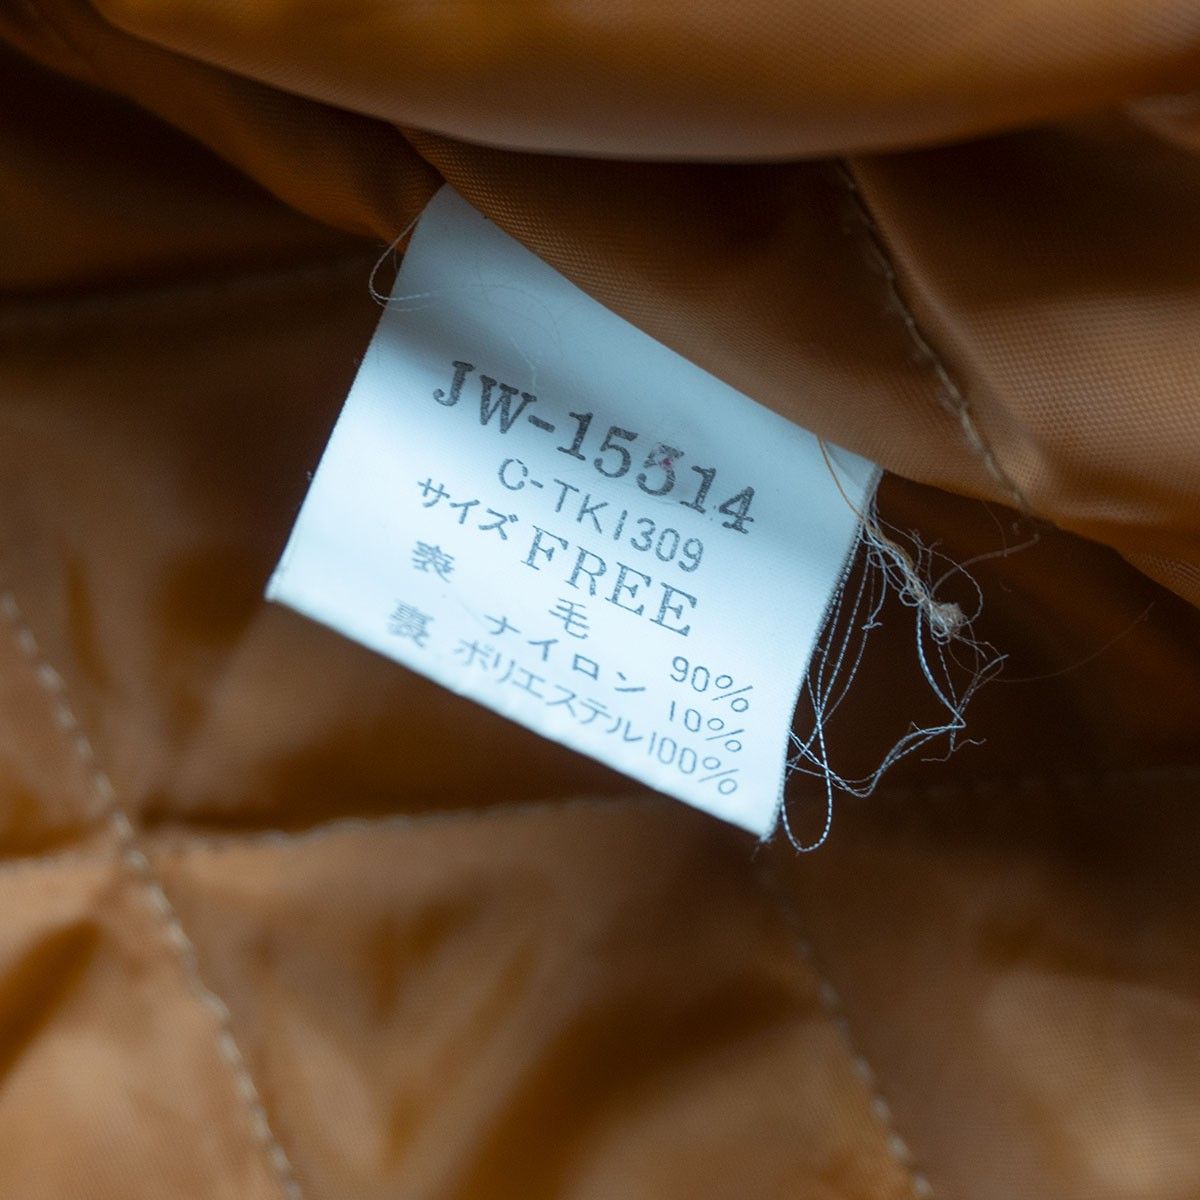 JW-15514
C-TK1309
サイズ FREE
表 毛 90%
ナイロン 10%
裏 ポリエステル 100%